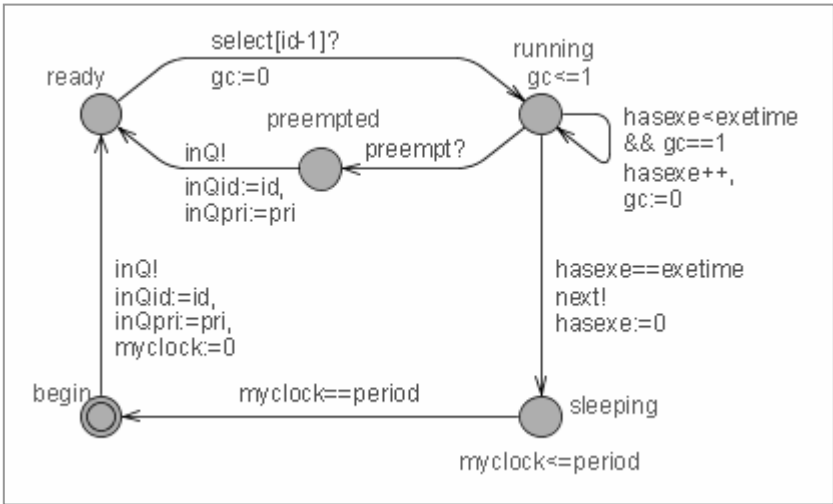 select[id-1]?
gc:=0
ready
running
gc<=1
preempted
hasexe<exetime
&& gc==1
hasexe++,
gc:=0
inQ!
inQid:=id,
inQpri:=pri
preempt?
inQ!
inQid:=id,
inQpri:=pri,
myclock:=0
hasexe==exetime
next!
hasexe:=0
begin
myclock==period
sleeping
myclock<=period